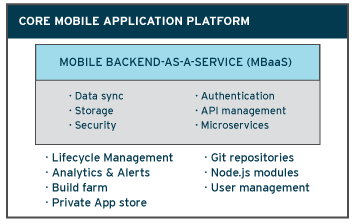 CORE MOBILE APPLICATION PLATFORM
MOBILE BACKEND-AS-A-SERVICE (MBaaS)
· Data sync
· Storage
· Security
· Authentication
· API management
· Microservices
· Lifecycle Management
· Analytics & Alerts
· Build farm
· Private App store
· Git repositories
· Node.js modules
· User management